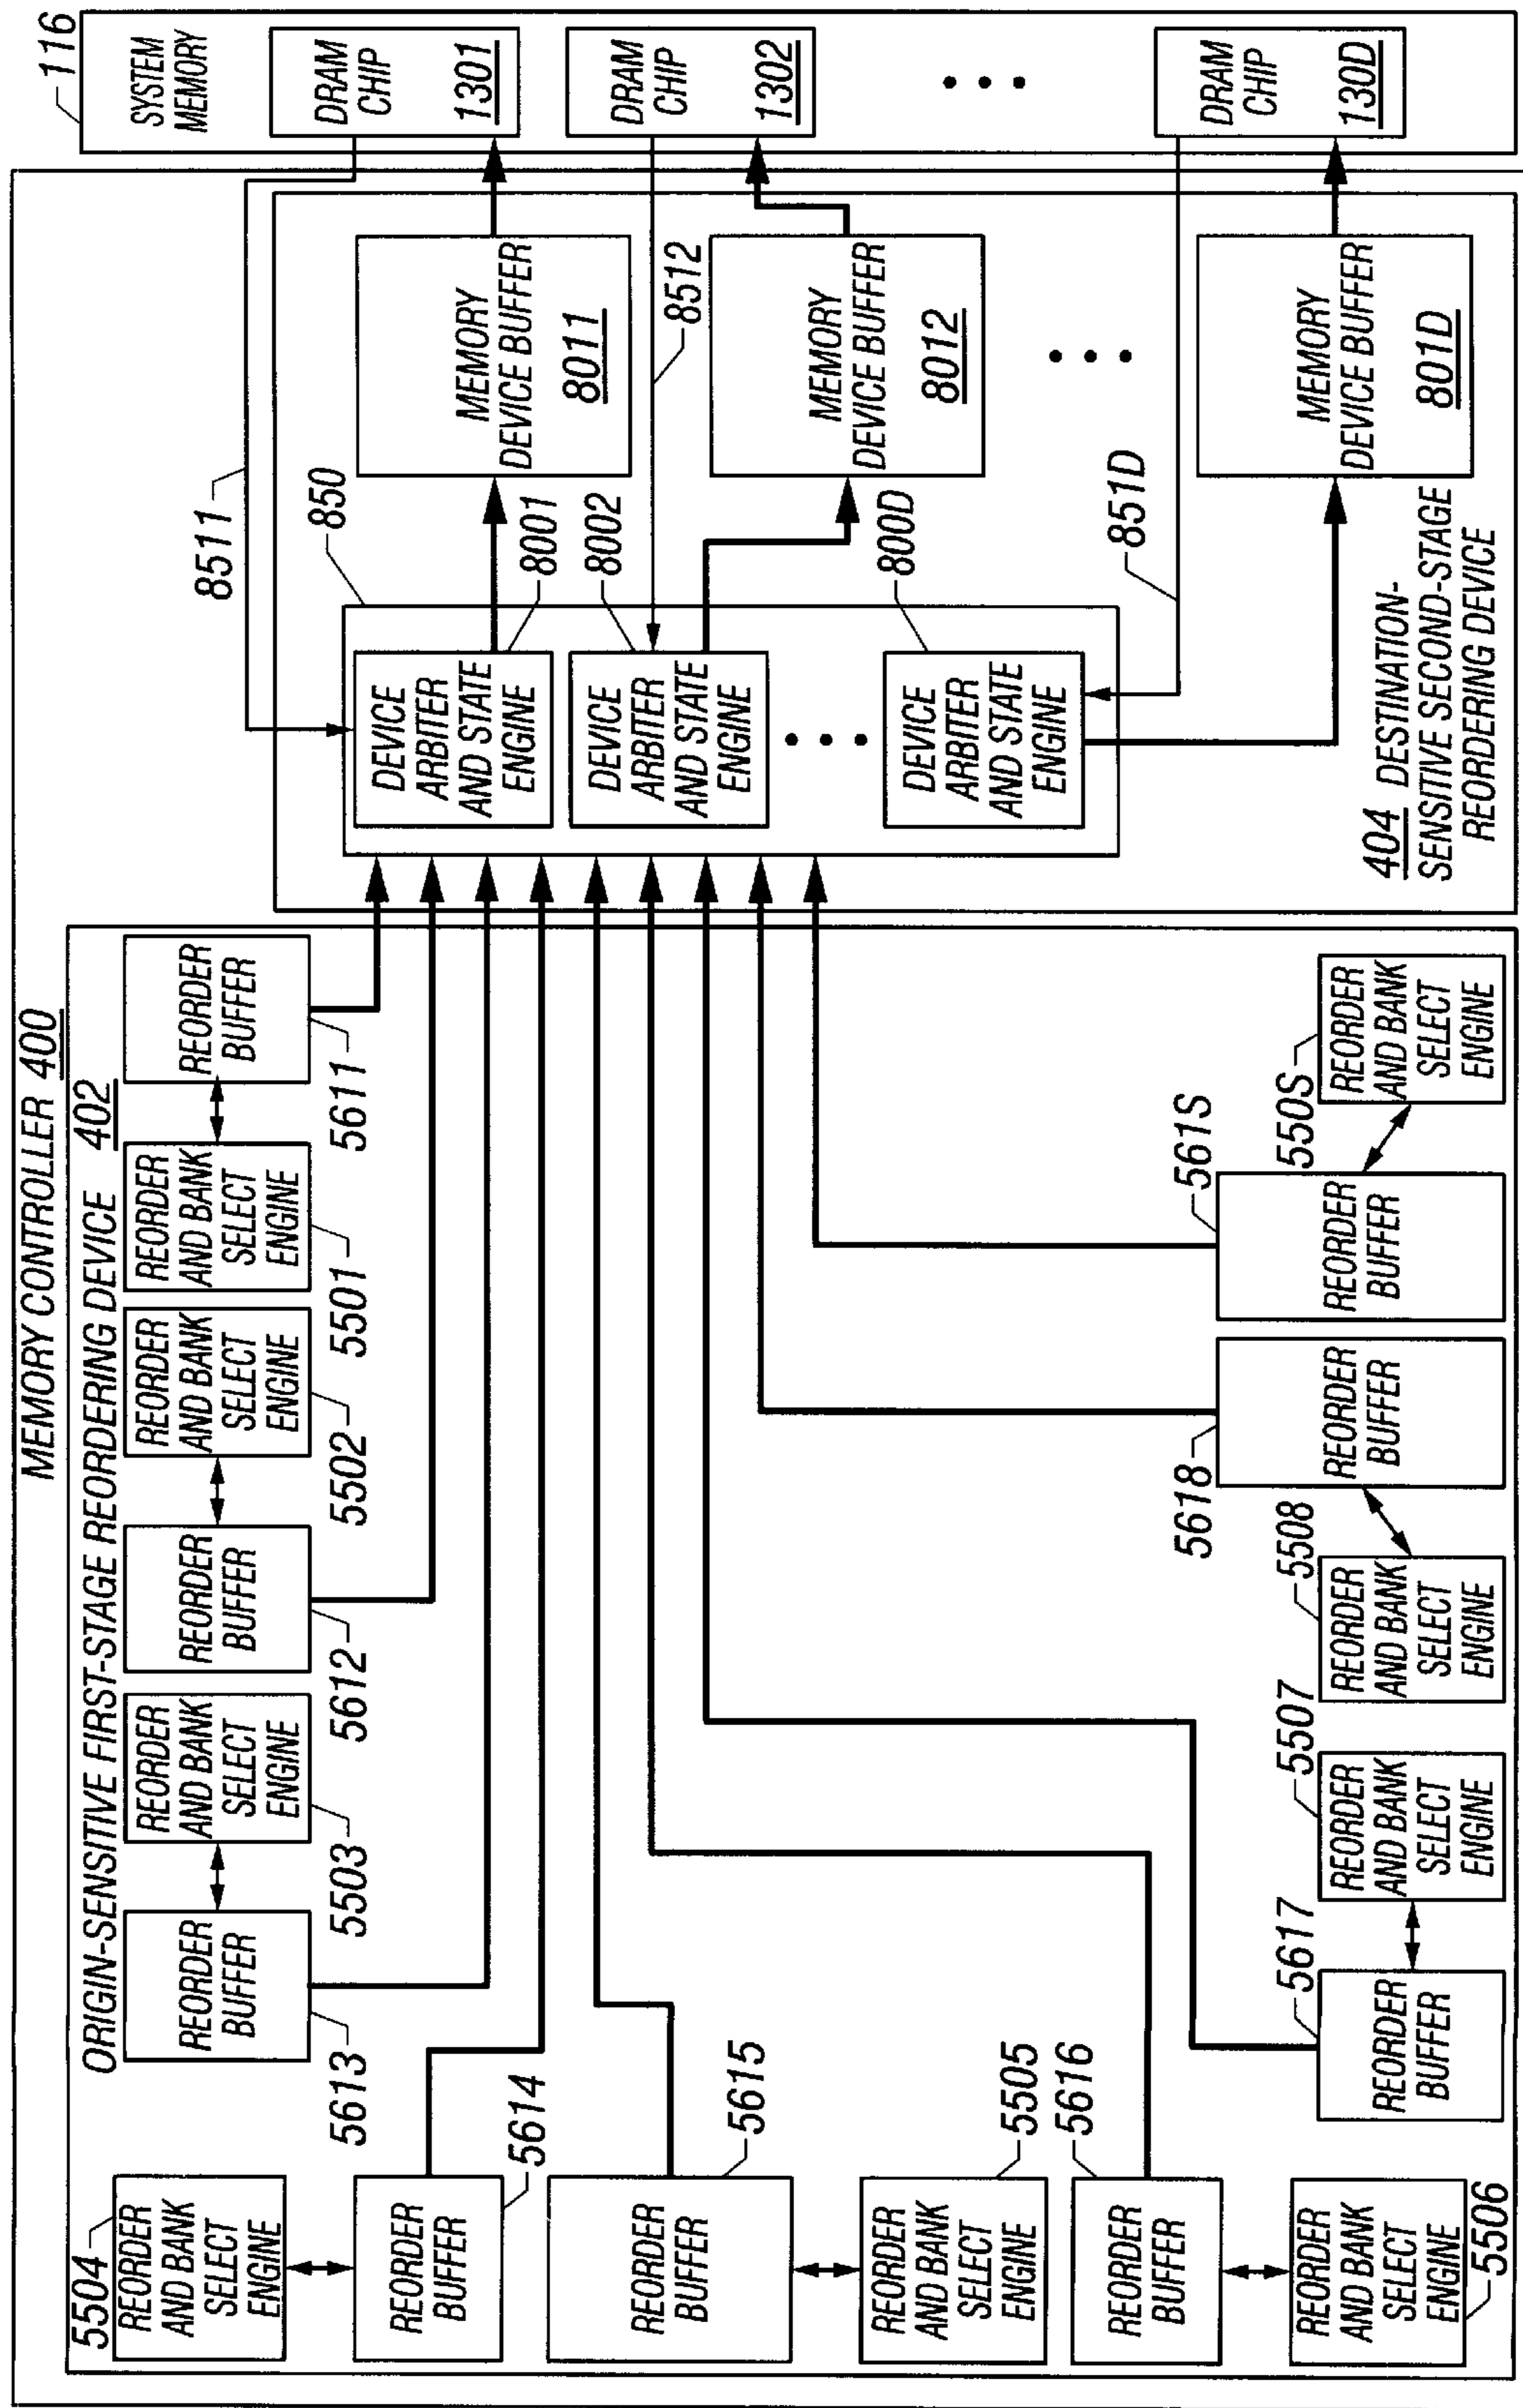 MEMORY CONTROLLER 400
ORIGIN-SENSITIVE FIRST-STAGE REORDERING DEVICE 402
5504
REORDER
AND BANK
SELECT
ENGINE
REORDER
BUFFER
5614
REORDER
BUFFER
5615
REORDER
AND BANK
SELECT
ENGINE
5505
REORDER
BUFFER
5616
REORDER
AND BANK
SELECT
ENGINE
5506
REORDER
BUFFER
5613
REORDER
AND BANK
SELECT
ENGINE
5503
REORDER
BUFFER
5612
REORDER
AND BANK
SELECT
ENGINE
5502
REORDER
AND BANK
SELECT
ENGINE
5501
REORDER
BUFFER
5611
REORDER
BUFFER
5617
REORDER
AND BANK
SELECT
ENGINE
5507
REORDER
AND BANK
SELECT
ENGINE
5508
REORDER
BUFFER
5618
REORDER
BUFFER
561S
REORDER
AND BANK
SELECT
ENGINE
550S
8511
850
DEVICE
ARBITER
AND STATE
ENGINE
8001
DEVICE
ARBITER
AND STATE
ENGINE
8002
• • •
DEVICE
ARBITER
AND STATE
ENGINE
800D
MEMORY
DEVICE BUFFER
8011
8512
MEMORY
DEVICE BUFFER
8012
• • •
851D
MEMORY
DEVICE BUFFER
801D
404 DESTINATION-
SENSITIVE SECOND-STAGE
REORDERING DEVICE
116
SYSTEM
MEMORY
DRAM
CHIP
1301
DRAM
CHIP
1302
• • •
DRAM
CHIP
130D